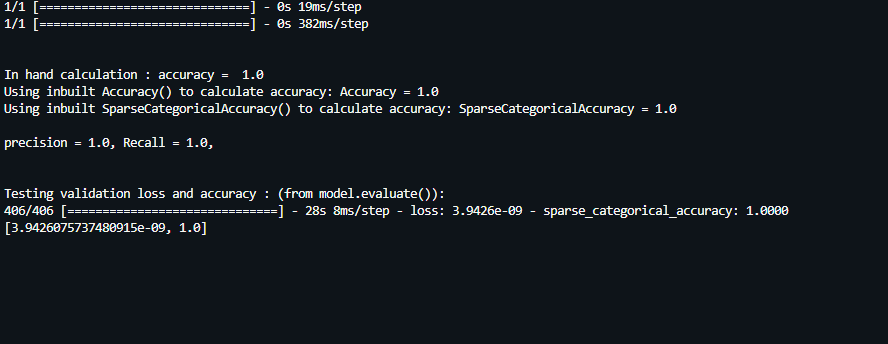 1/1 [==============================] - 0s 19ms/step
1/1 [==============================] - 0s 382ms/step
In hand calculation : accuracy =  1.0
Using inbuilt Accuracy() to calculate accuracy: Accuracy = 1.0
Using inbuilt SparseCategoricalAccuracy() to calculate accuracy: SparseCategoricalAccuracy = 1.0
precision = 1.0, Recall = 1.0,
Testing validation loss and accuracy : (from model.evaluate()):
406/406 [==============================] - 28s 8ms/step - loss: 3.9426e-09 - sparse_categorical_accuracy: 1.0000
[3.9426075737480915e-09, 1.0]